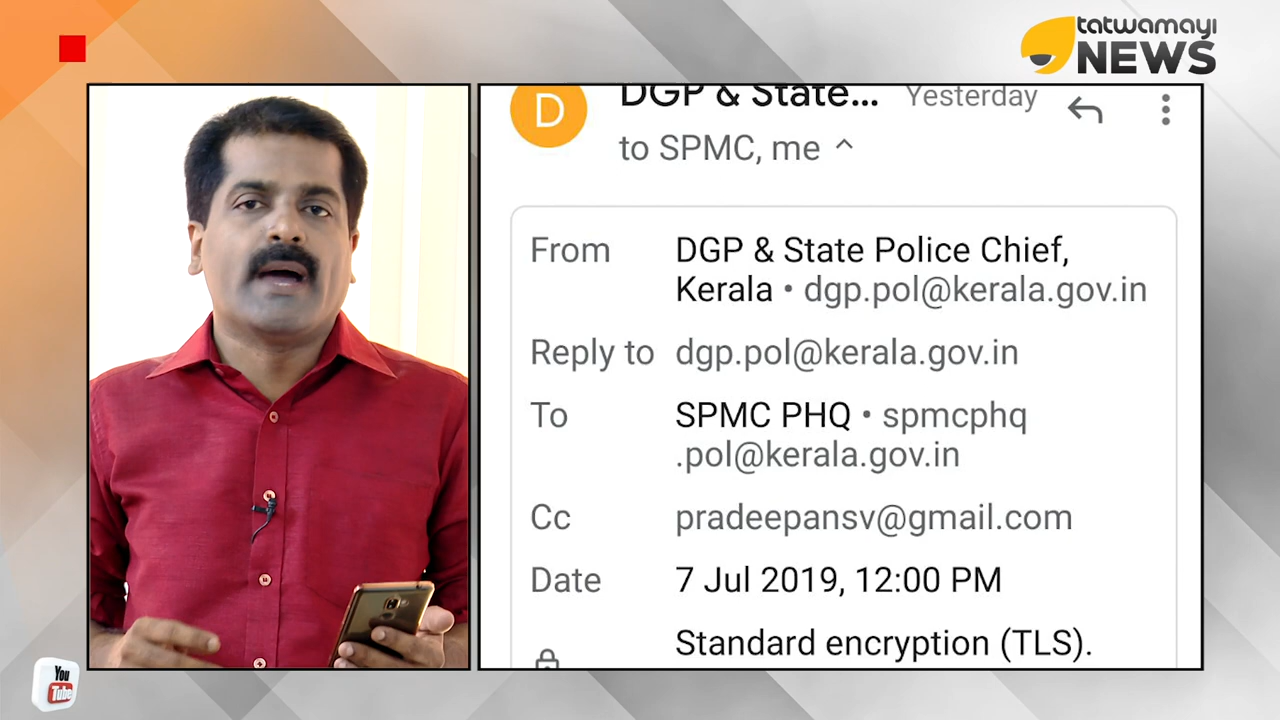 tatwamayi
NEWS
D
DGP & State...
Yesterday
to SPMC, me
From
DGP & State Police Chief,
Kerala • dgp.pol@kerala.gov.in
Reply to
dgp.pol@kerala.gov.in
To
SPMC PHQ • spmcphq
.pol@kerala.gov.in
Cc
pradeepansv@gmail.com
Date
7 Jul 2019, 12:00 PM
Standard encryption (TLS).
You
Tube